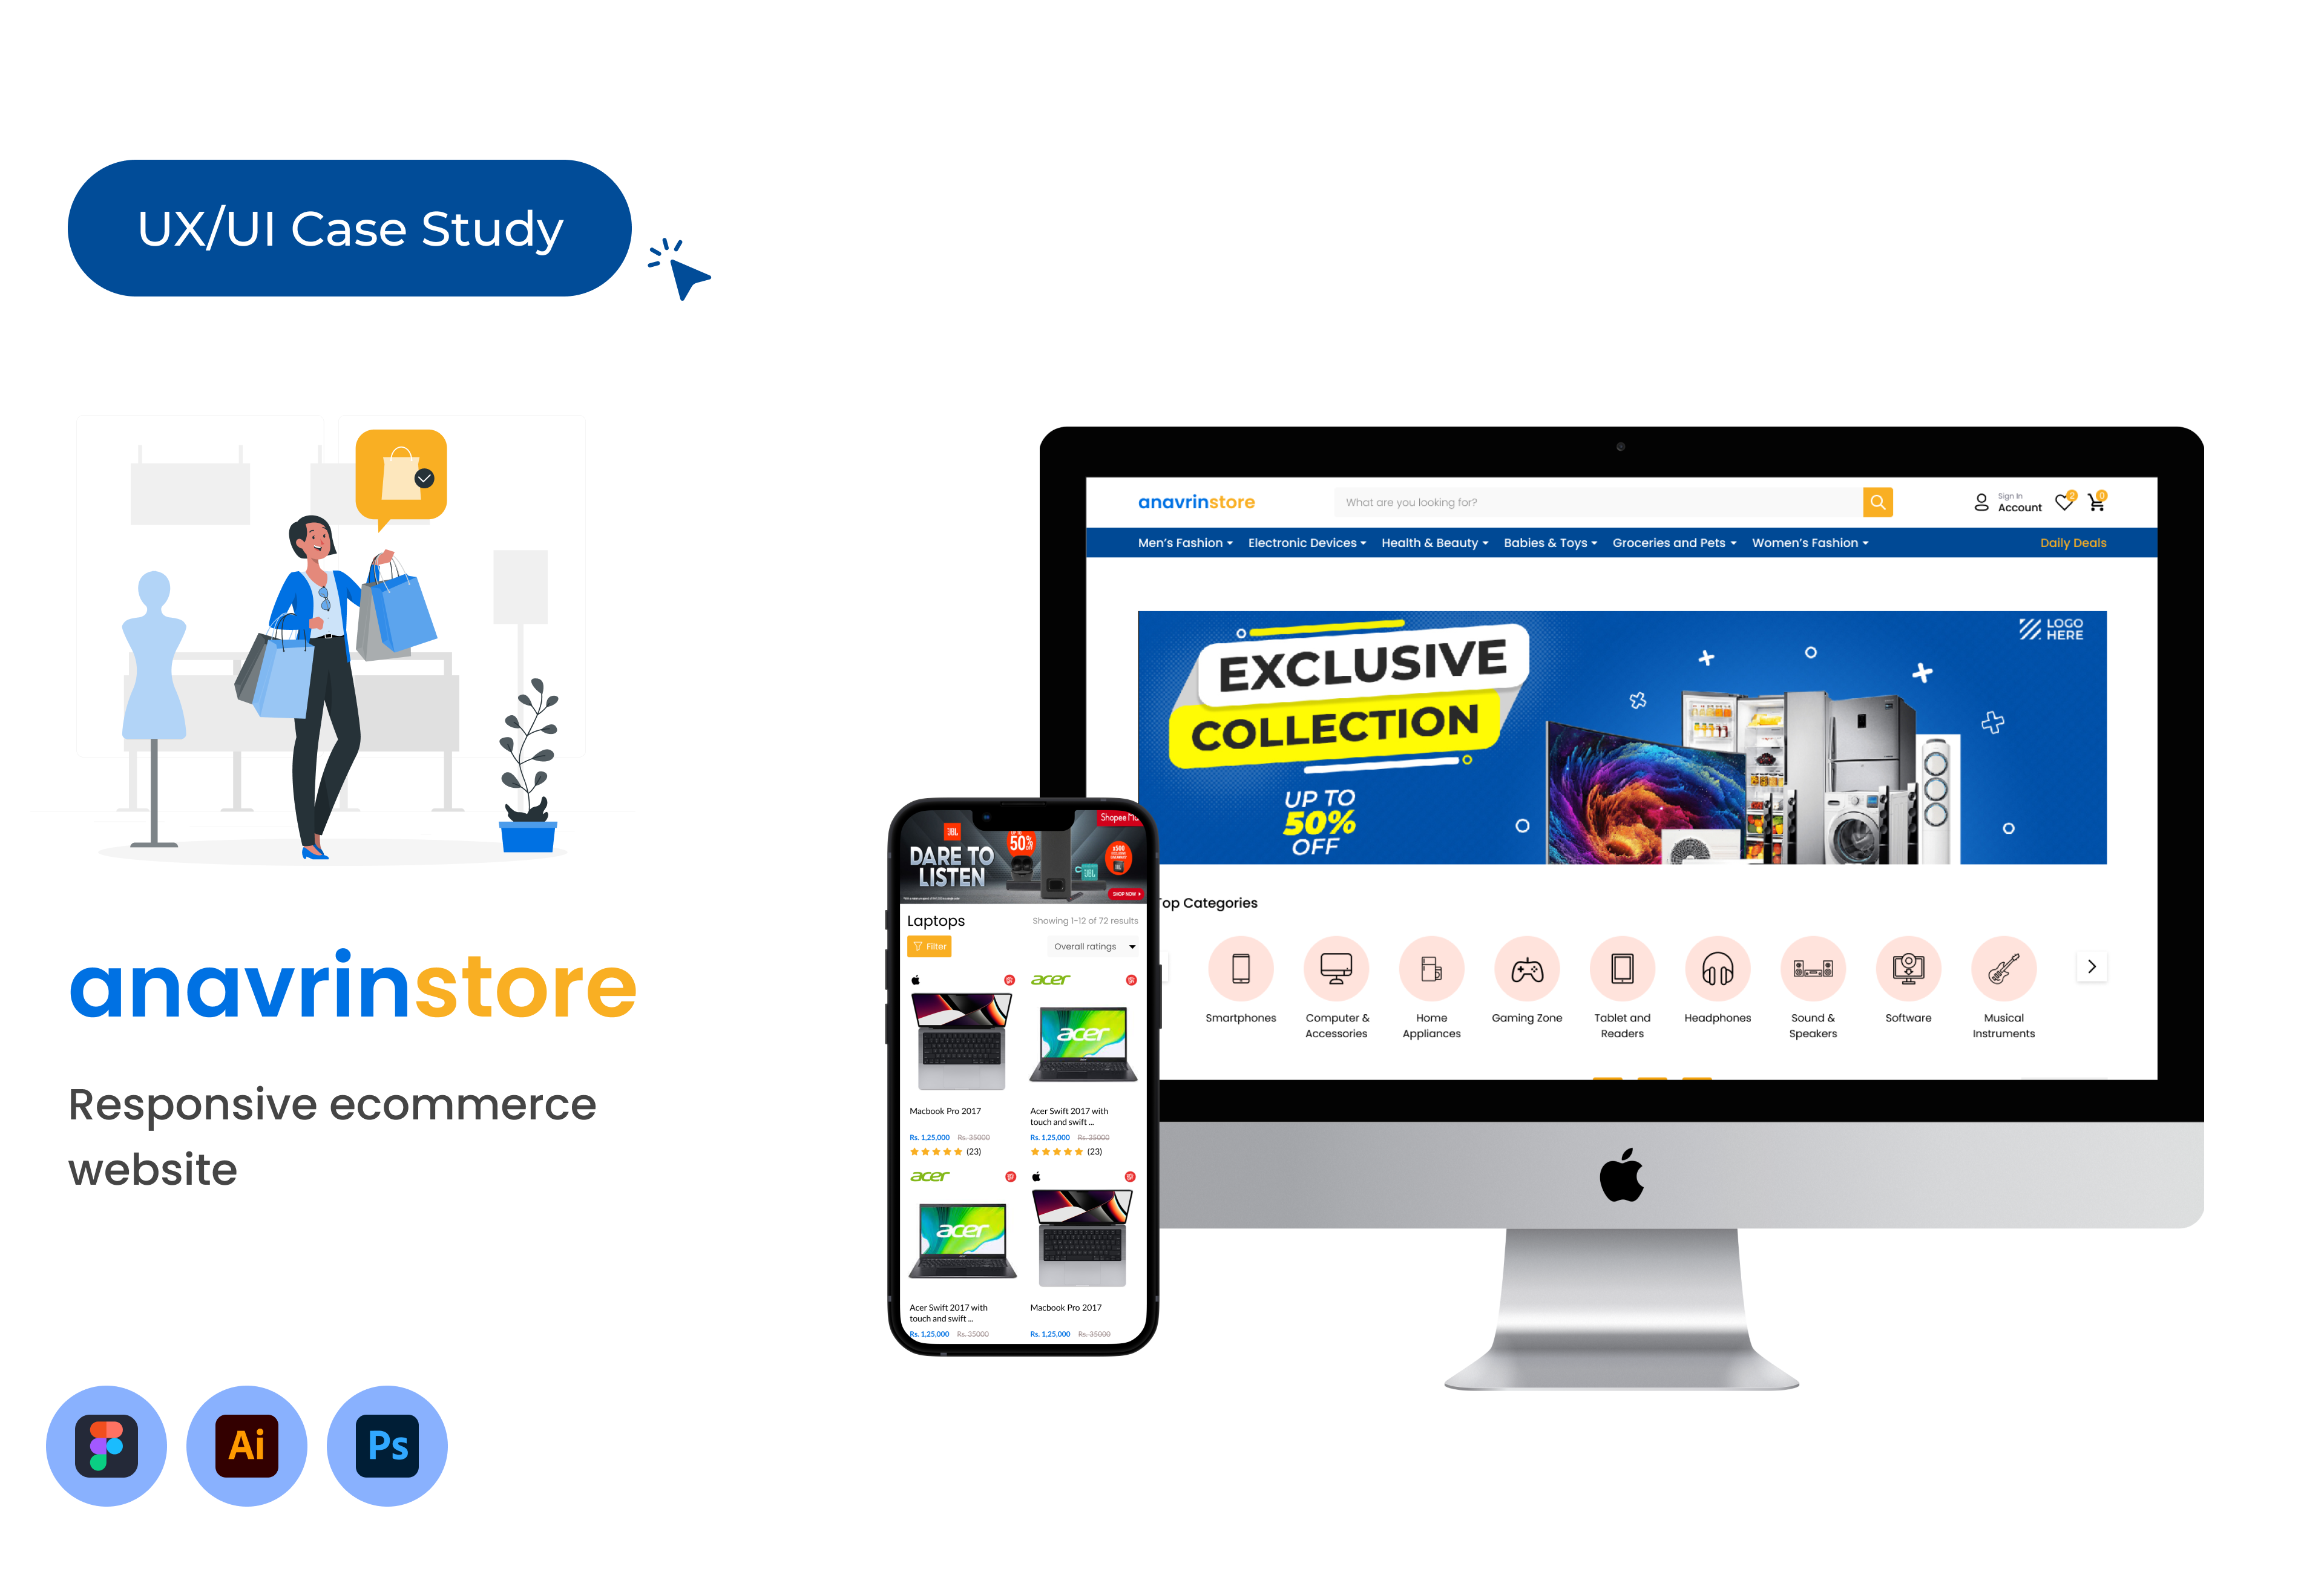 UX/UI Case Study
anavrinstore
Responsive ecommerce
website
Ai
Ps
anavrinstore
What are you looking for?
Sign In
Account
2
0
Men's Fashion
Electronic Devices
Health & Beauty
Babies & Toys
Groceries and Pets
Women's Fashion
Daily Deals
EXCLUSIVE
COLLECTION
UP TO
50%
OFF
LOGO
HERE
op Categories
Smartphones
Computer &
Accessories
Home
Appliances
Gaming Zone
Tablet and
Readers
Headphones
Sound &
Speakers
Software
Musical
Instruments
JBL
DARE TO
LISTEN
50%
Shopee
SHOP NOW
Laptops
Showing 1-12 of 72 results
Filter
Overall ratings
acer
acer
Macbook Pro 2017
Rs. 1,25,000 Rs. 35000
(23)
Acer Swift 2017 with
touch and swift ...
Rs. 1,25,000 Rs. 35000
(23)
acer
acer
Acer Swift 2017 with
touch and swift ...
Rs. 1,25,000 Rs. 35000
Macbook Pro 2017
Rs. 1,25,000 Rs. 35000